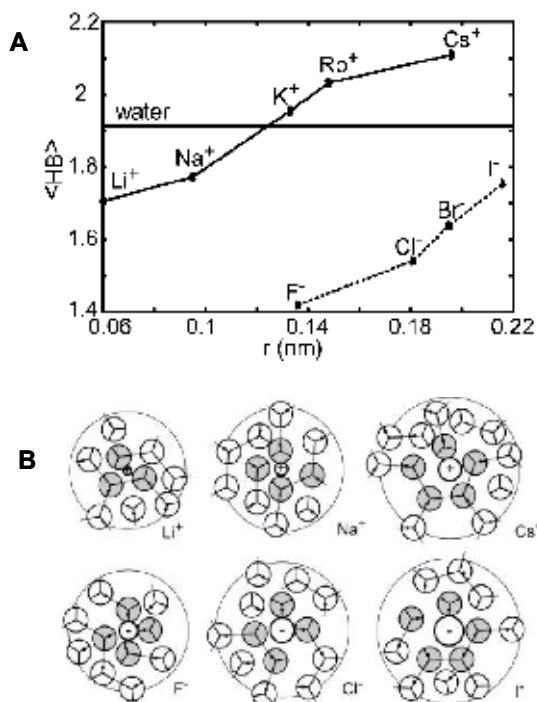 A
2.2
2
1.8
1.6
1.4
<HB>
water
Li⁺
Na⁺
K⁺
Rb⁺
Cs⁺
F⁻
Cl⁻
Br⁻
I⁻
0.06
0.1
0.14
0.18
0.22
r (nm)
B
Li⁺
Na⁺
Cs⁺
F⁻
Cl⁻
I⁻